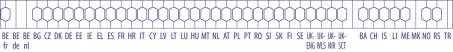 BE BE BE BG CZ DK DE EE IE EL ES FR HR IT CY LV LT LU HU MT NL AT PL PT RO SI SK FI SE UK- UK- UK- UK- BA CH IS LI ME MK NO RS TR
fr de nl ENG WLS NIR SCT